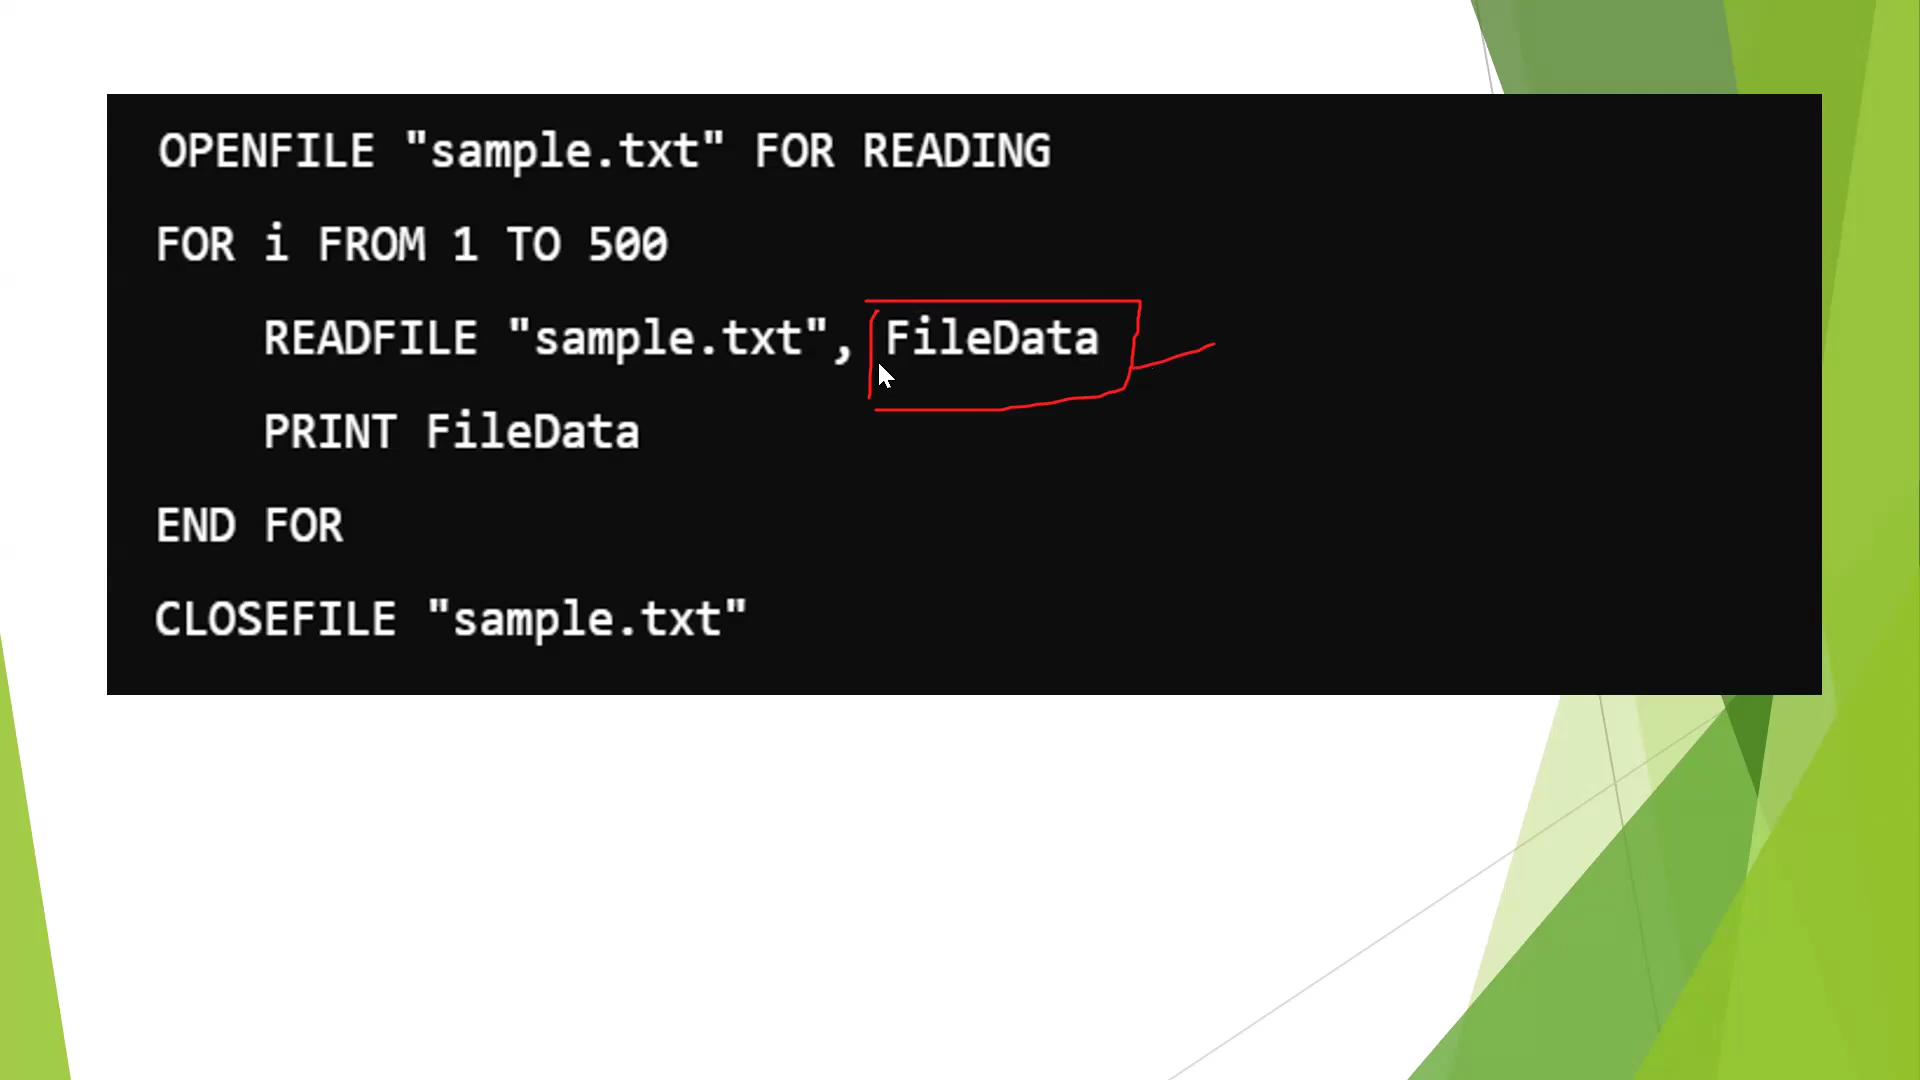 OPENFILE "sample.txt" FOR READING
FOR i FROM 1 TO 500
READFILE "sample.txt", FileData
PRINT FileData
END FOR
CLOSEFILE "sample.txt"